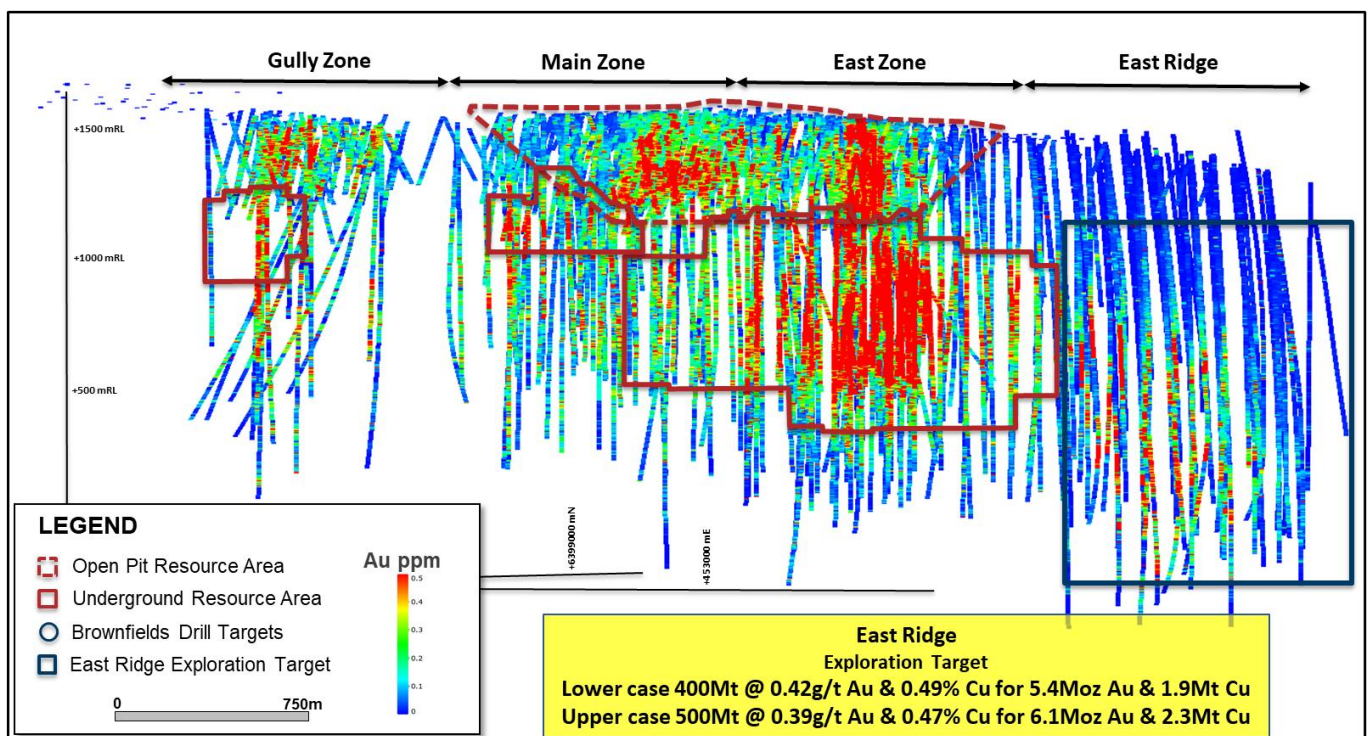 Gully Zone Main Zone East Zone East Ridge
+1500 mRL
+1000 mRL
+500 mRL
+6399000 mN
+453000 mE
LEGEND
Open Pit Resource Area
Underground Resource Area
Brownfields Drill Targets
East Ridge Exploration Target
0 750m
Au ppm
0.5
0.4
0.3
0.2
0.1
0
East Ridge
Exploration Target
Lower case 400Mt @ 0.42g/t Au & 0.49% Cu for 5.4Moz Au & 1.9Mt Cu
Upper case 500Mt @ 0.39g/t Au & 0.47% Cu for 6.1Moz Au & 2.3Mt Cu